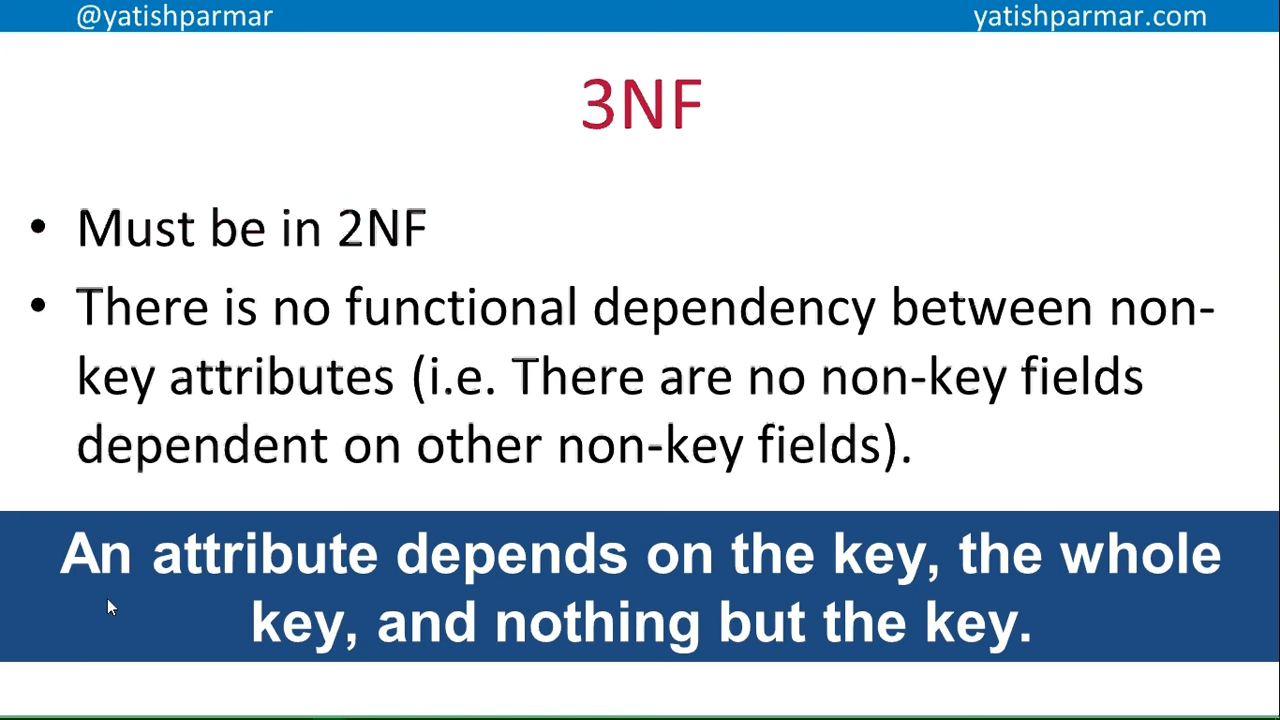 @yatishparmar
yatishparmar.com
3NF
• Must be in 2NF
• There is no functional dependency between non-
key attributes (i.e. There are no non-key fields
dependent on other non-key fields).
An attribute depends on the key, the whole
key, and nothing but the key.